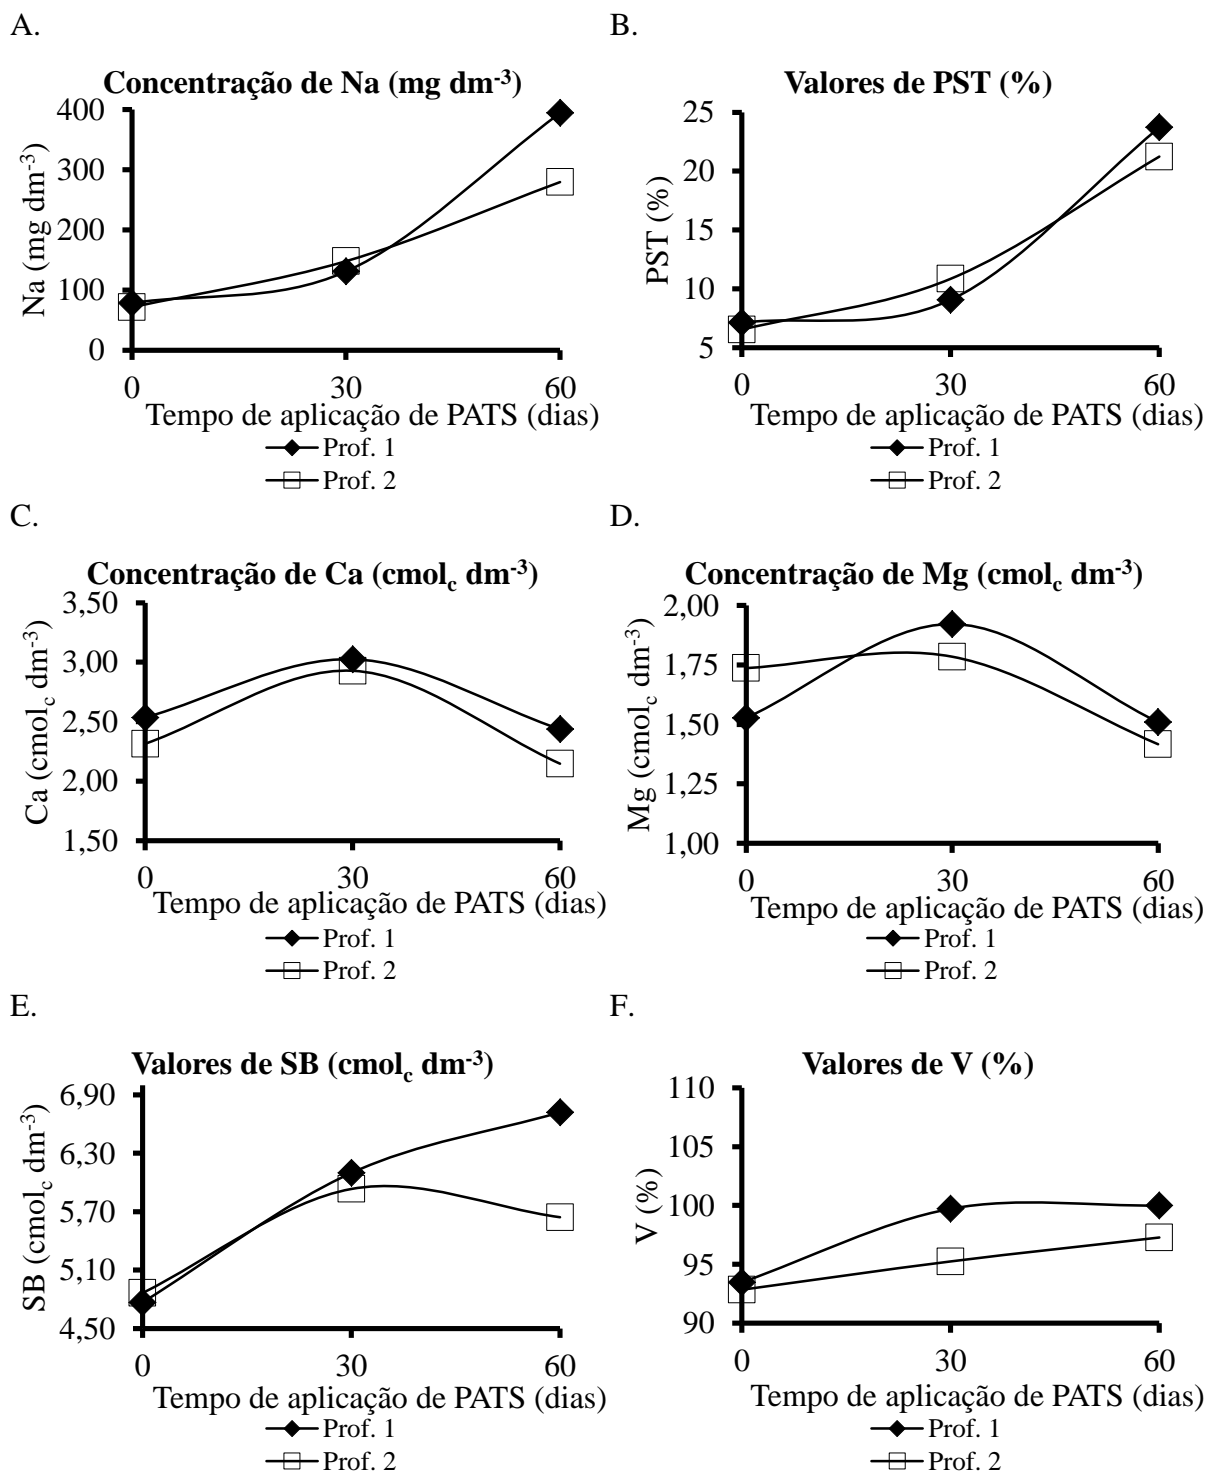 A.
Concentração de Na (mg dm-3)
Na (mg dm-3)
400
300
200
100
0
0 30 60
Tempo de aplicação de PATS (dias)
Prof. 1
Prof. 2
B.
Valores de PST (%)
PST (%)
25
20
15
10
5
0 30 60
Tempo de aplicação de PATS (dias)
Prof. 1
Prof. 2
C.
Concentração de Ca (cmolc dm-3)
Ca (cmolc dm-3)
3,50
3,00
2,50
2,00
1,50
0 30 60
Tempo de aplicação de PATS (dias)
Prof. 1
Prof. 2
D.
Concentração de Mg (cmolc dm-3)
Mg (cmolc dm-3)
2,00
1,75
1,50
1,25
1,00
0 30 60
Tempo de aplicação de PATS (dias)
Prof. 1
Prof. 2
E.
Valores de SB (cmolc dm-3)
SB (cmolc dm-3)
6,90
6,30
5,70
5,10
4,50
0 30 60
Tempo de aplicação de PATS (dias)
Prof. 1
Prof. 2
F.
Valores de V (%)
V (%)
110
105
100
95
90
0 30 60
Tempo de aplicação de PATS (dias)
Prof. 1
Prof. 2